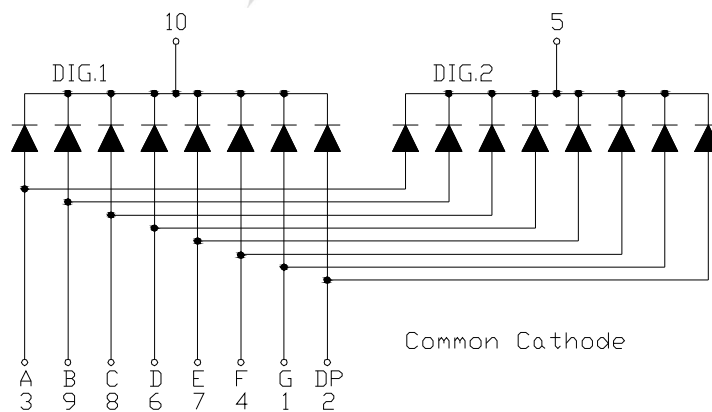 10 5
DIG.1 DIG.2
Common Cathode
A B C D E F G DP
3 9 8 6 7 4 1 2